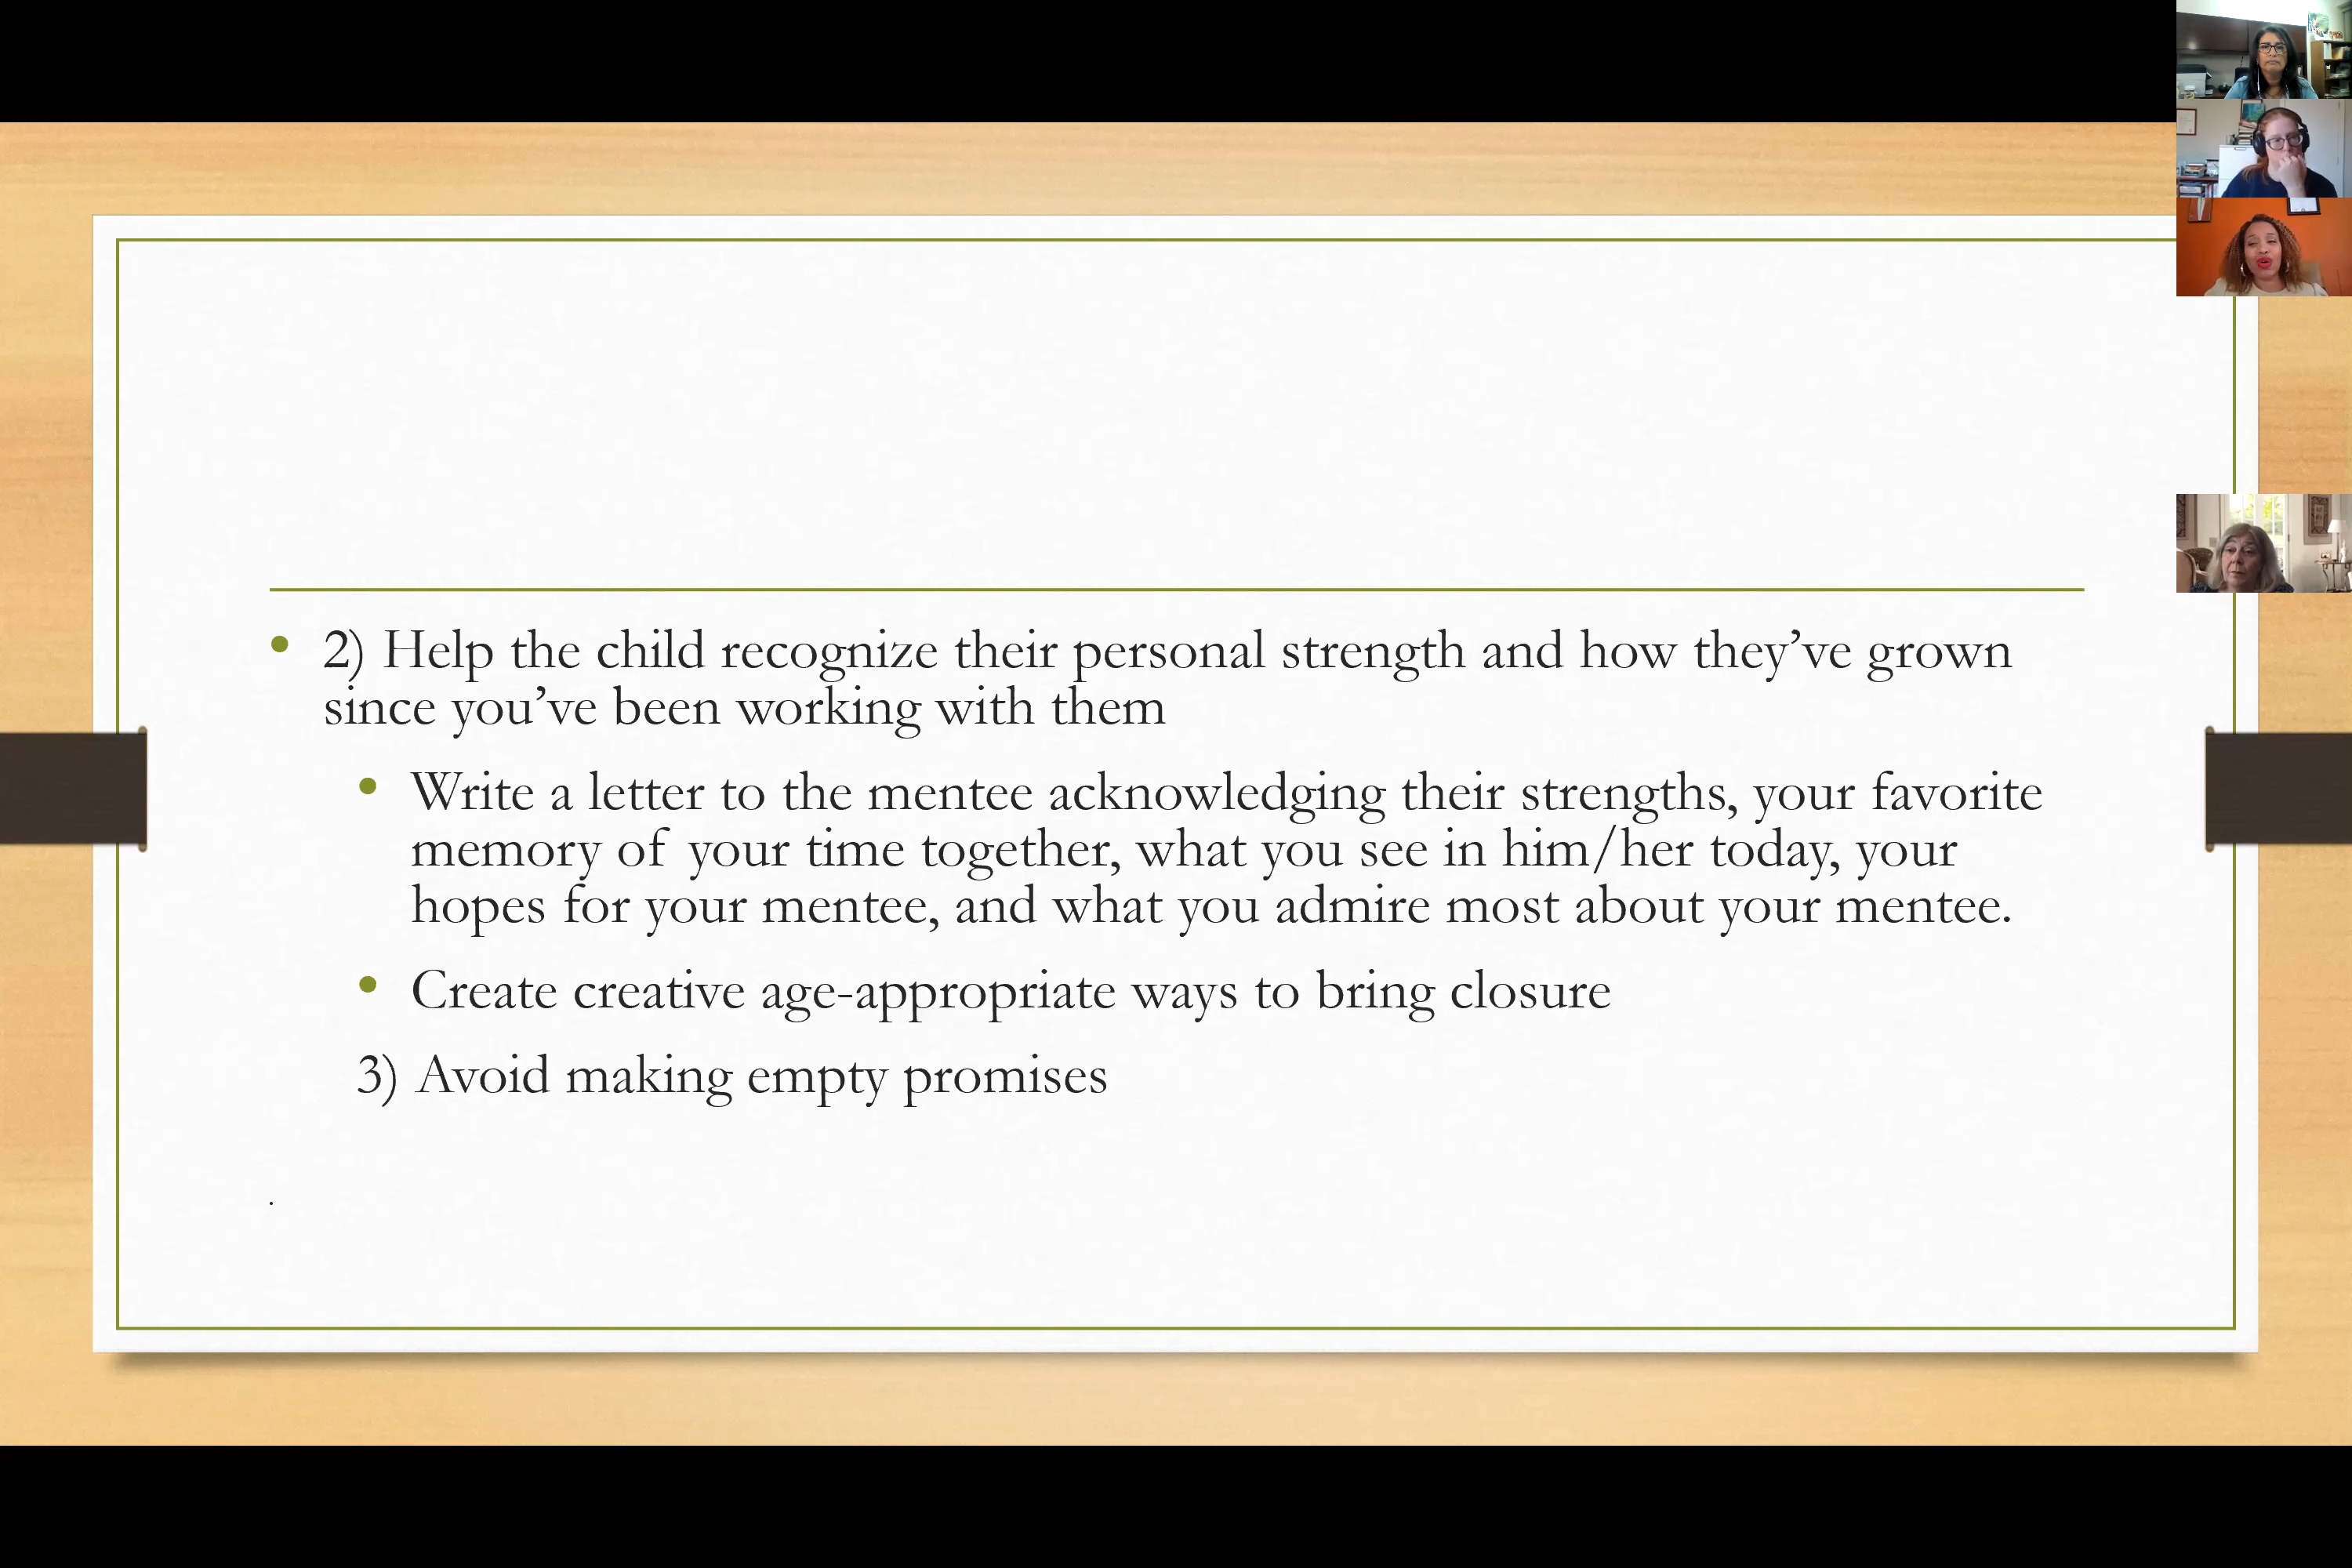 • 2) Help the child recognize their personal strength and how they’ve grown
since you’ve been working with them
• Write a letter to the mentee acknowledging their strengths, your favorite
memory of your time together, what you see in him/her today, your
hopes for your mentee, and what you admire most about your mentee.
• Create creative age-appropriate ways to bring closure
3) Avoid making empty promises
.